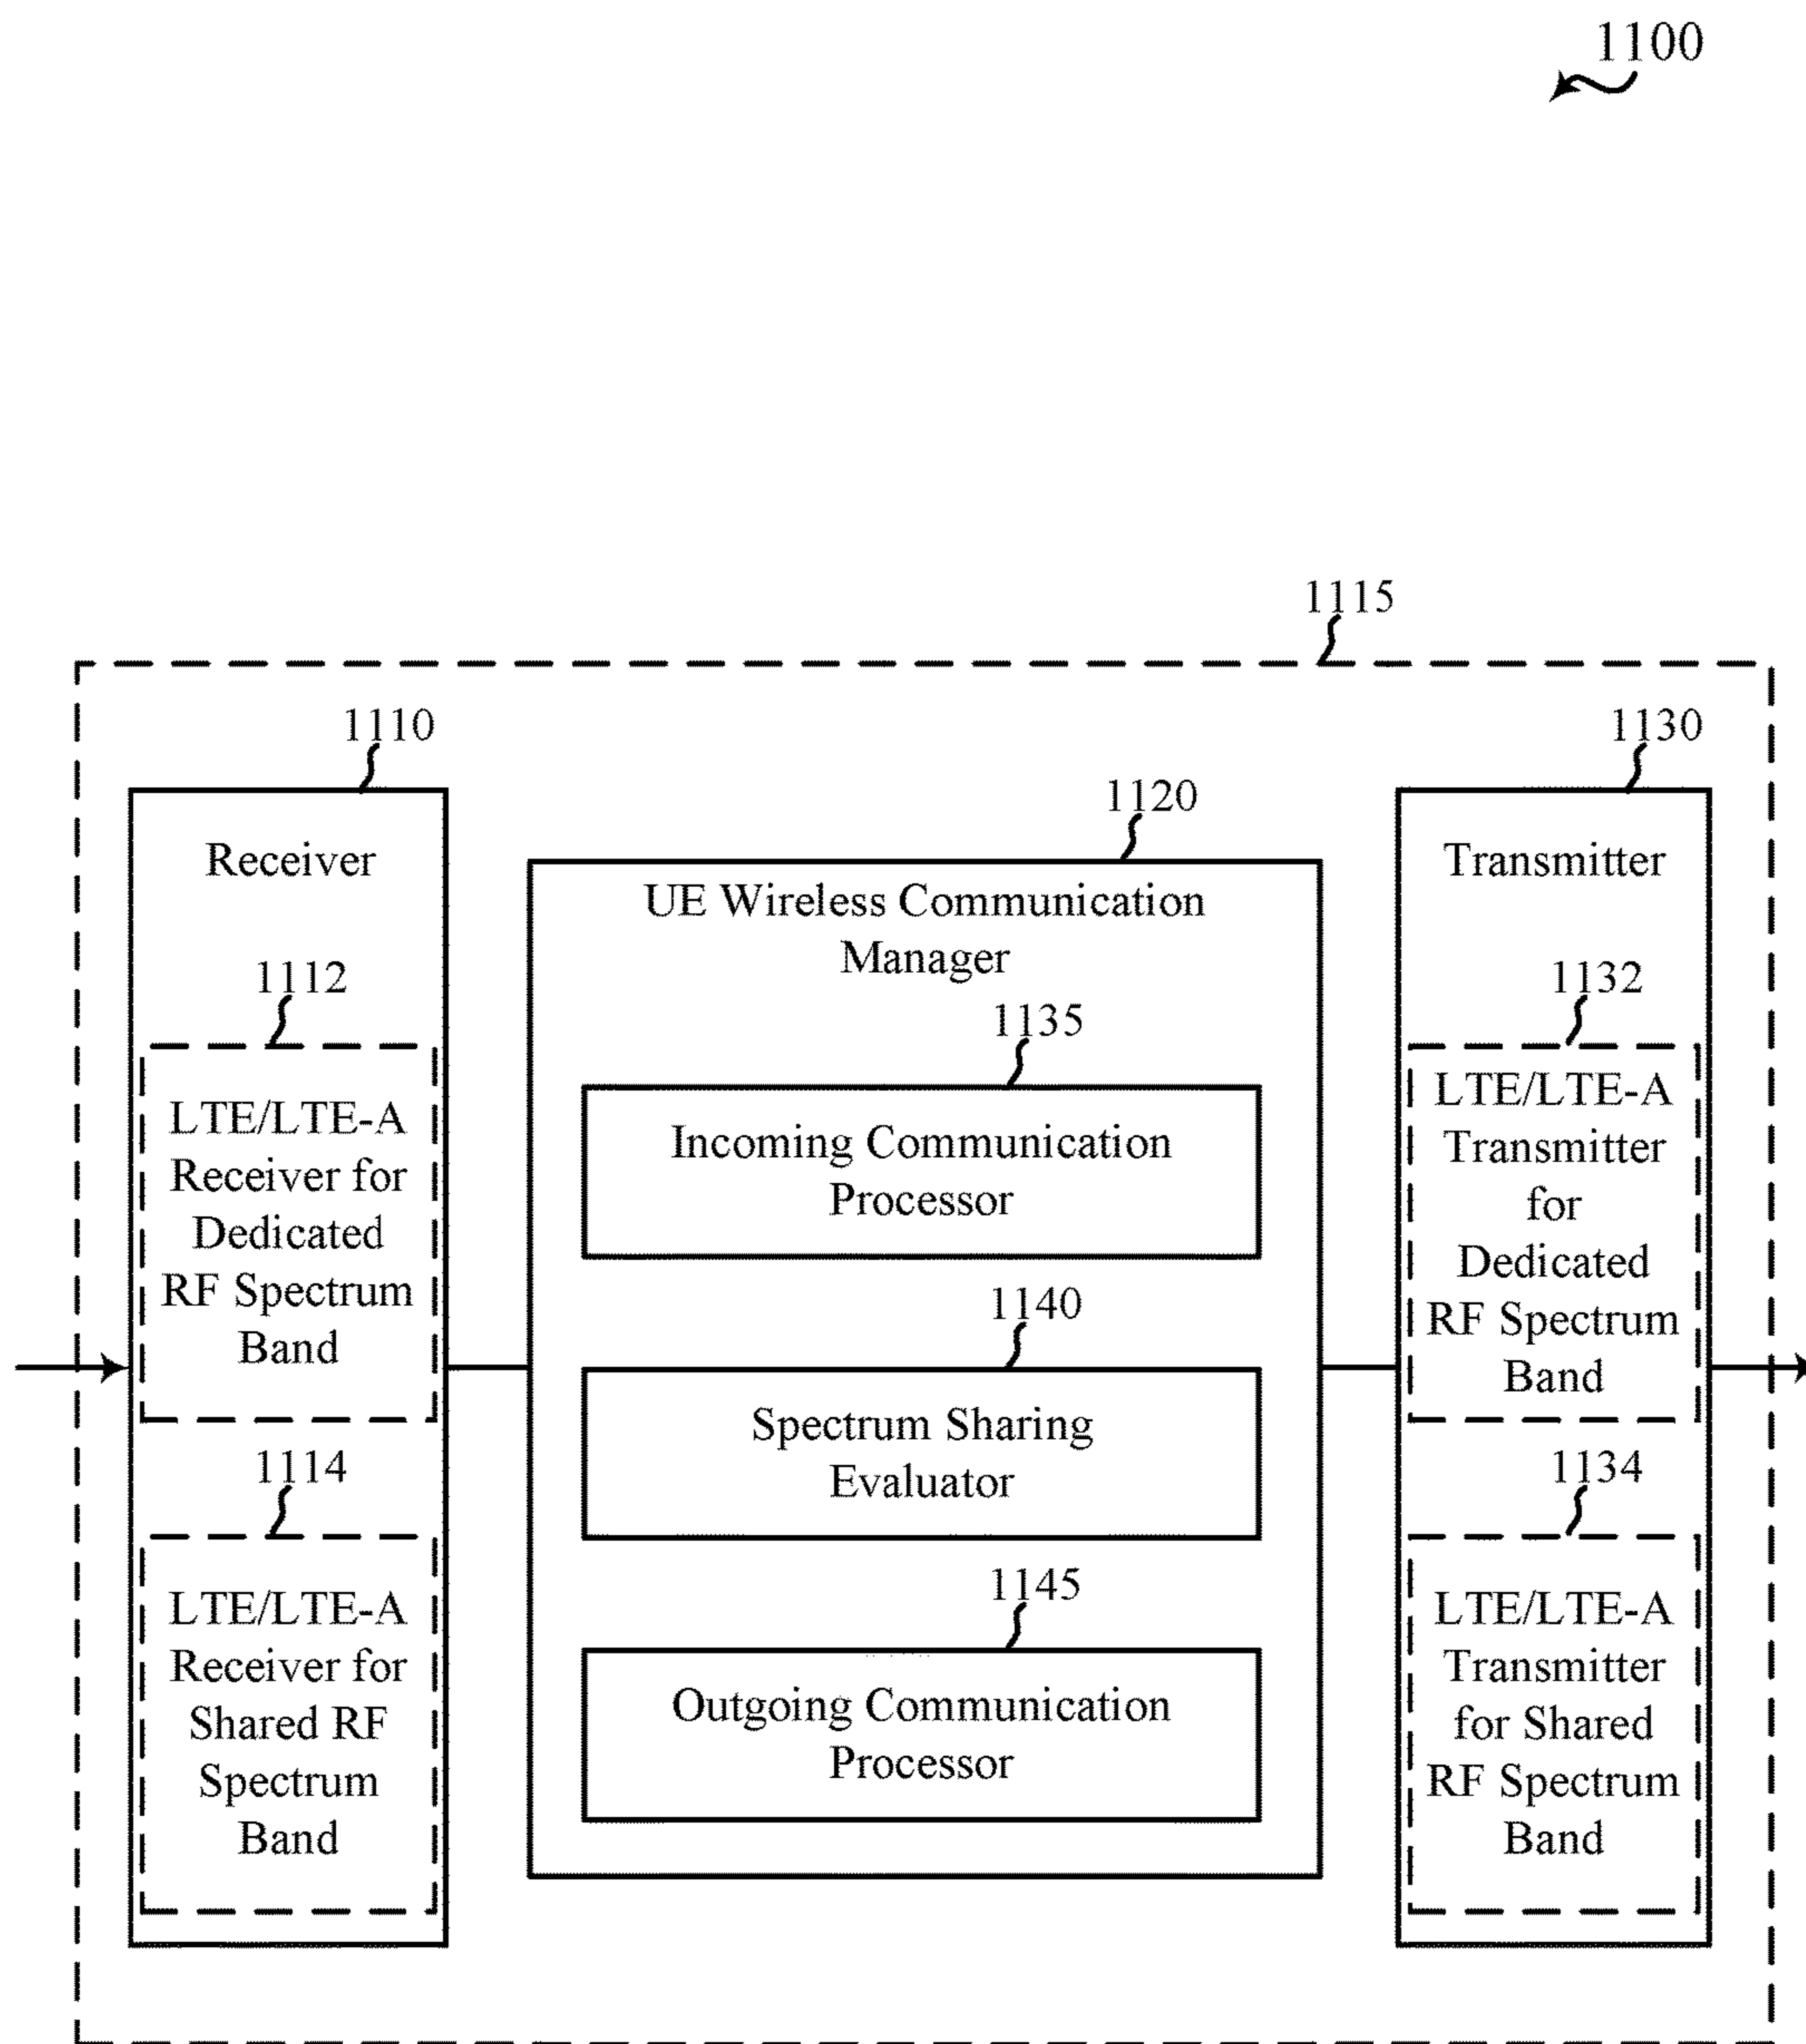 1100
1115
1110
Receiver
1112
LTE/LTE-A
Receiver for
Dedicated
RF Spectrum
Band
1114
LTE/LTE-A
Receiver for
Shared RF
Spectrum
Band
1120
UE Wireless Communication
Manager
1135
Incoming Communication
Processor
1140
Spectrum Sharing
Evaluator
1145
Outgoing Communication
Processor
1130
Transmitter
1132
LTE/LTE-A
Transmitter
for
Dedicated
RF Spectrum
Band
1134
LTE/LTE-A
Transmitter
for Shared
RF Spectrum
Band